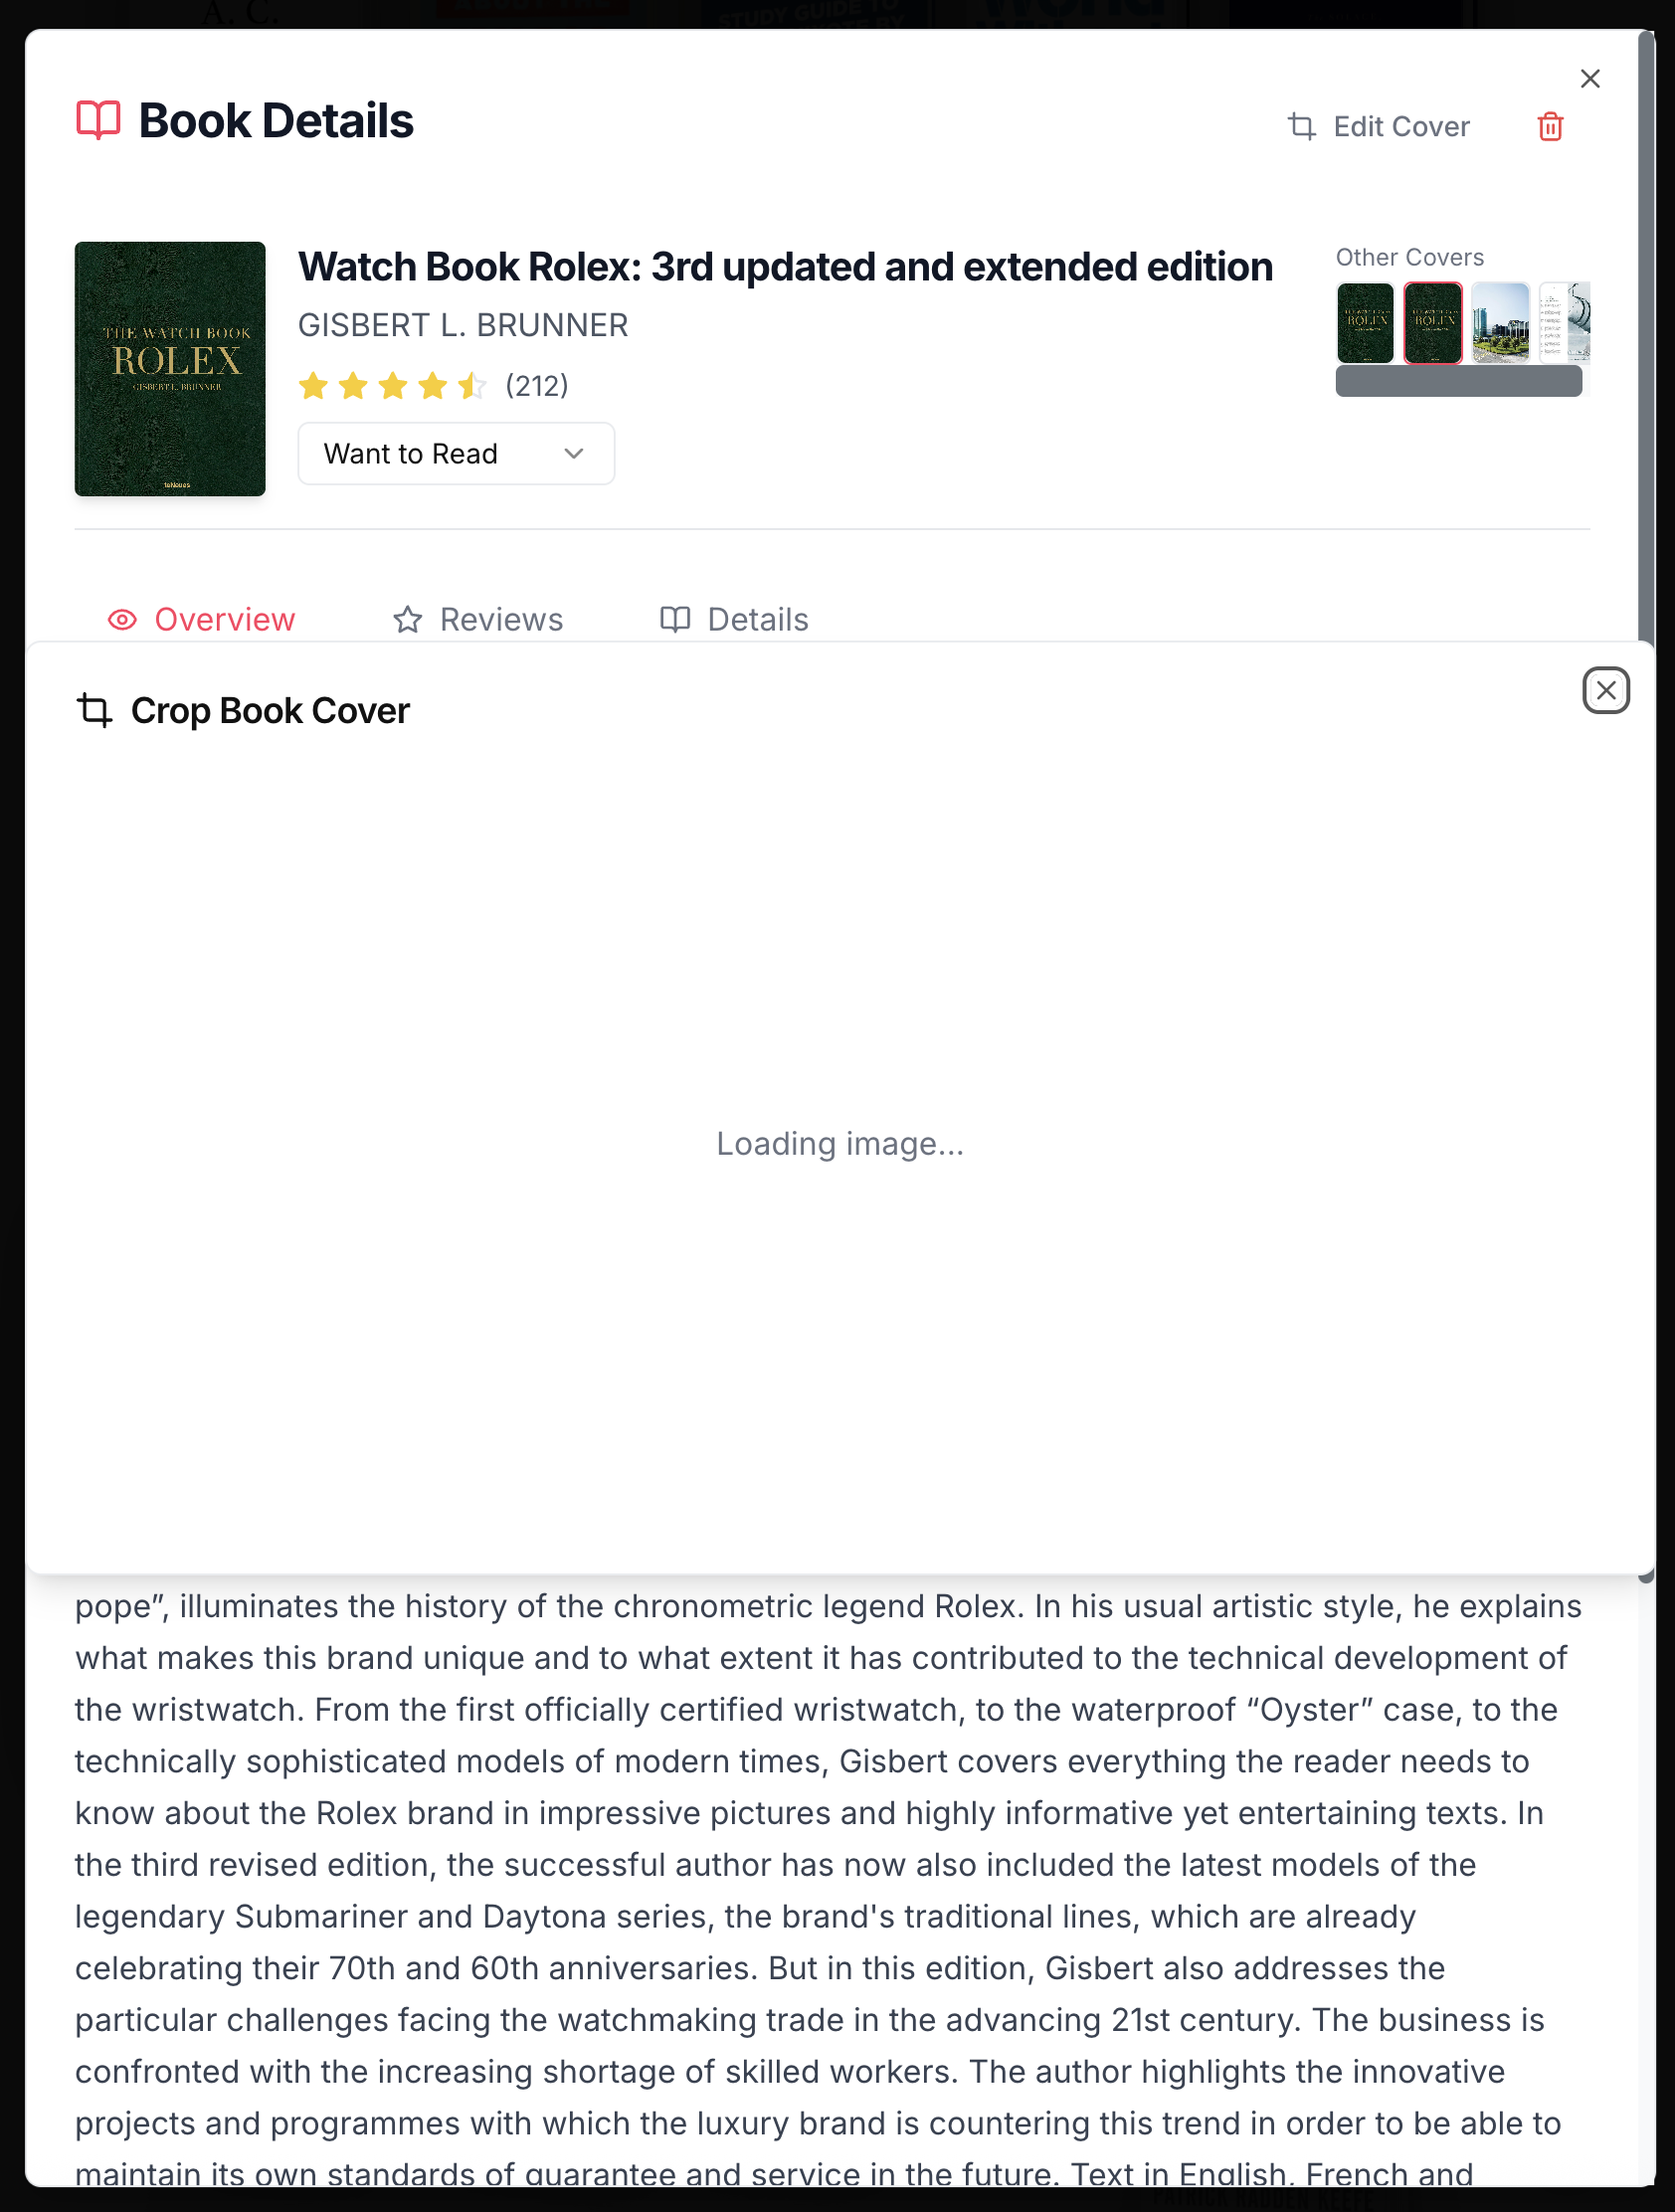 A. C.
STUDY GUIDE TO
Book Details
Edit Cover
THE WATCH BOOK
ROLEX
GISBERT L. BRUNNER
teNeues
Watch Book Rolex: 3rd updated and extended edition
GISBERT L. BRUNNER
(212)
Want to Read
Other Covers
ROLEX
ROLEX
Overview
Reviews
Details
Crop Book Cover
Loading image...
pope”, illuminates the history of the chronometric legend Rolex. In his usual artistic style, he explains
what makes this brand unique and to what extent it has contributed to the technical development of
the wristwatch. From the first officially certified wristwatch, to the waterproof “Oyster” case, to the
technically sophisticated models of modern times, Gisbert covers everything the reader needs to
know about the Rolex brand in impressive pictures and highly informative yet entertaining texts. In
the third revised edition, the successful author has now also included the latest models of the
legendary Submariner and Daytona series, the brand's traditional lines, which are already
celebrating their 70th and 60th anniversaries. But in this edition, Gisbert also addresses the
particular challenges facing the watchmaking trade in the advancing 21st century. The business is
confronted with the increasing shortage of skilled workers. The author highlights the innovative
projects and programmes with which the luxury brand is countering this trend in order to be able to
maintain its own standards of guarantee and service in the future. Text in English, French and